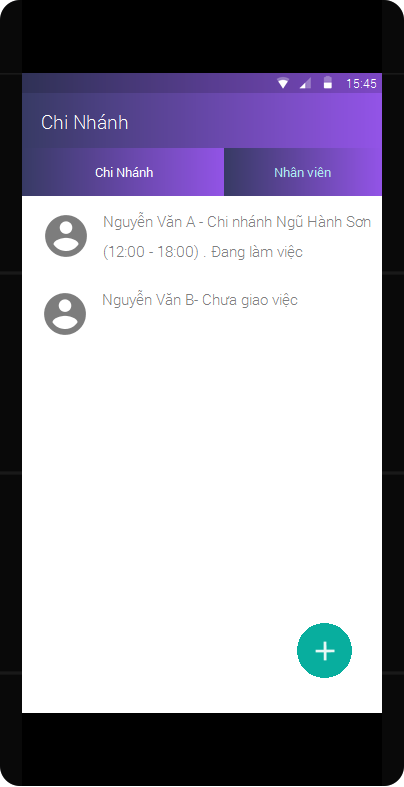 15:45
Chi Nhánh
Chi Nhánh
Nhân viên
Nguyễn Văn A - Chi nhánh Ngũ Hành Sơn
(12:00 - 18:00) . Đang làm việc
Nguyễn Văn B- Chưa giao việc